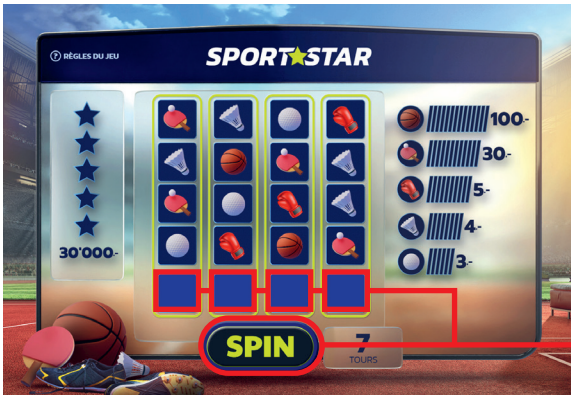 ? RÈGLES DU JEU
SPORT STAR
100.-
30.-
5.-
4.-
3.-
30'000.-
SPIN
7
TOURS